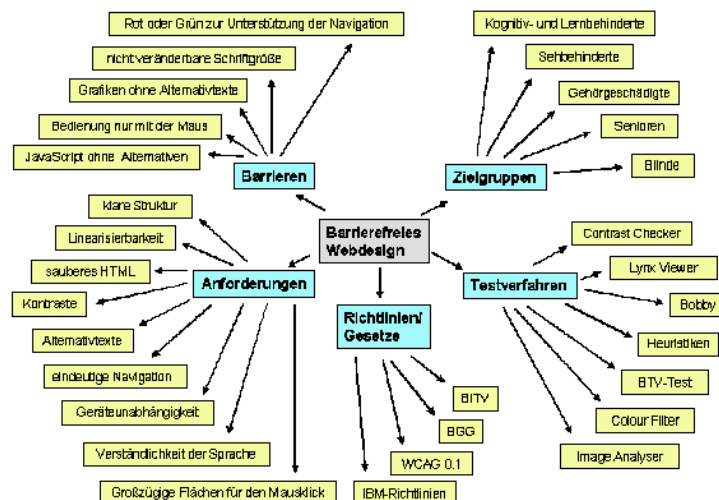 Rot oder Grün zur Unterstützung der Navigation
Kognitiv- und Lernbehinderte
nicht veränderbare Schriftgröße
Sehbehinderte
Grafiken ohne Alternativtexte
Gehörgeschädigte
Bedienung nur mit der Maus
Senioren
JavaScript ohne Alternativen
Blinde
Barrieren
Zielgruppen
klare Struktur
Barrierefreies
Webdesign
Contrast Checker
Linearisierbarkeit
Lynx Viewer
sauberes HTML
Anforderungen
Testverfahren
Kontraste
Bobby
Richtlinien/
Gesetze
Alternativtexte
Heuristiken
eindeutige Navigation
BITV-Test
BITV
Geräteunabhängigkeit
Colour Filter
BGG
Verständlichkeit der Sprache
Image Analyser
WCAG 0.1
Großzügige Flächen für den Mausklick
IBM-Richtlinien